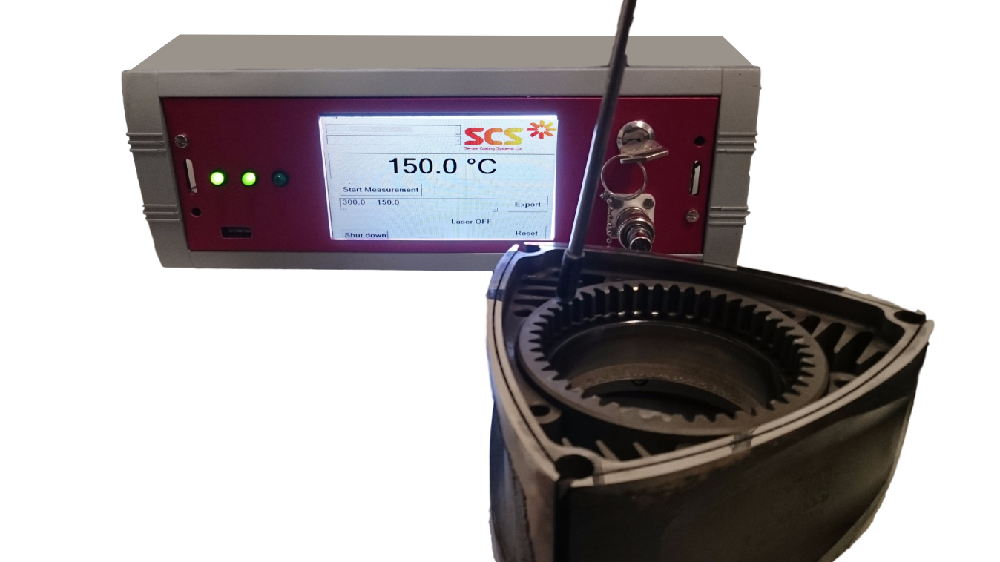 SCS
Sensor Coating Systems Ltd
150.0 °C
Start Measurement
300.0 150.0
Export
Laser OFF
Shut down
Reset